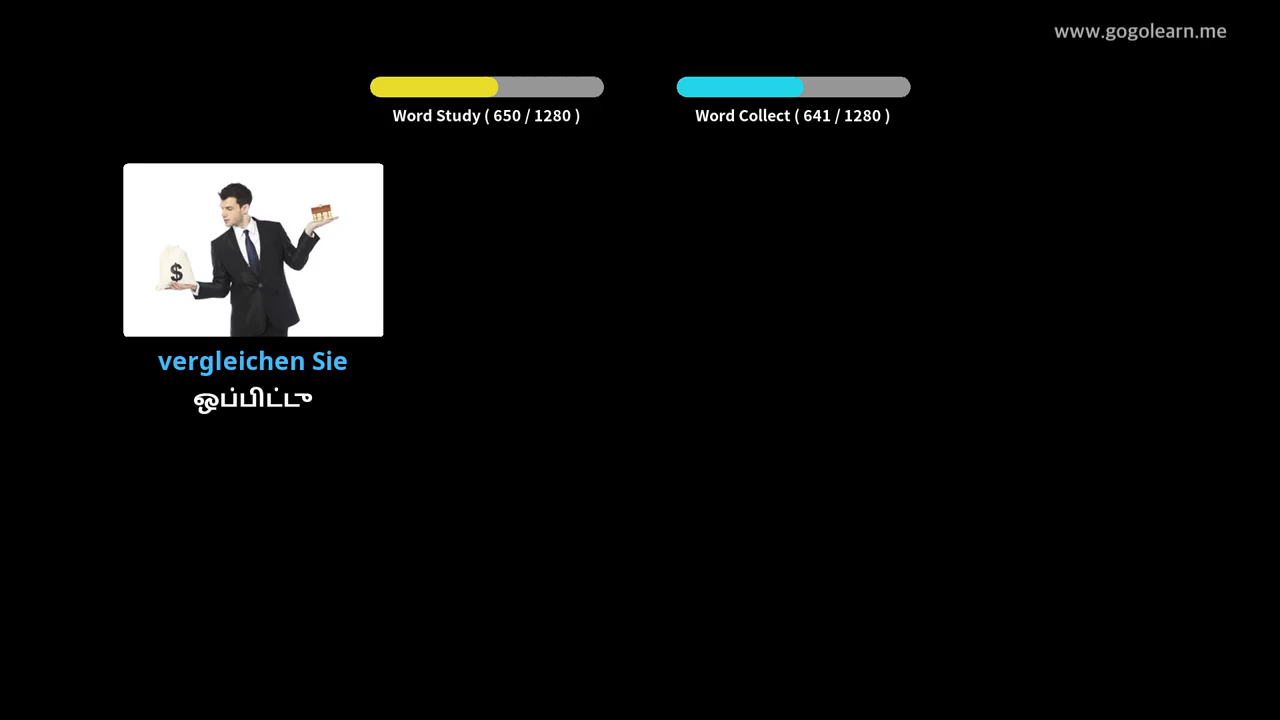 www.gogolearn.me
Word Study ( 650 / 1280 )
Word Collect ( 641 / 1280 )
$
vergleichen Sie
ஒப்பிட்டு